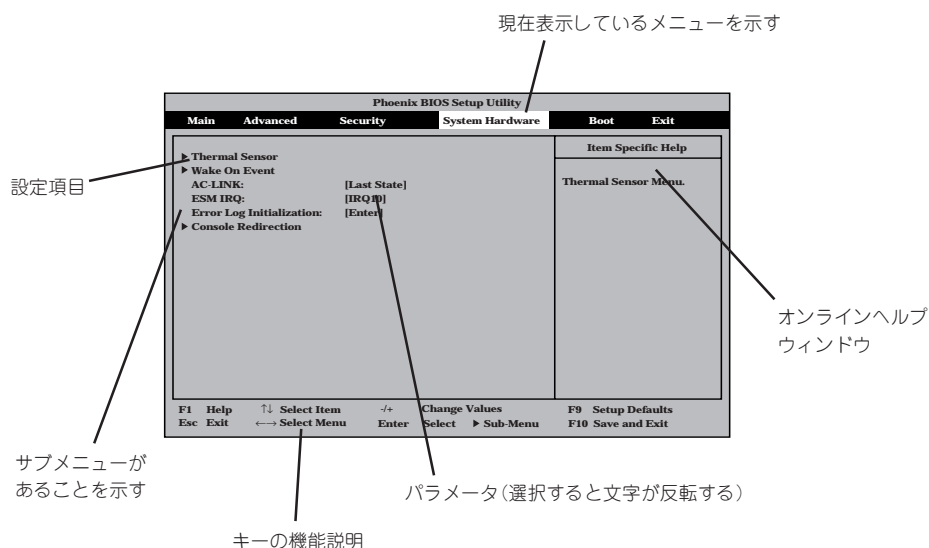 現在表示しているメニューを示す
Phoenix BIOS Setup Utility
Main Advanced Security System Hardware Boot Exit
Item Specific Help
▶ Thermal Sensor
▶ Wake On Event
AC-LINK: [Last State]
ESM IRQ: [IRQ10]
Error Log Initialization: [Enter]
▶ Console Redirection
Thermal Sensor Menu.
設定項目
オンラインヘルプ
ウィンドウ
F1 Help ↑↓ Select Item -/+ Change Values F9 Setup Defaults
Esc Exit ←→ Select Menu Enter Select ▶ Sub-Menu F10 Save and Exit
サブメニューが
あることを示す
パラメータ(選択すると文字が反転する)
キーの機能説明